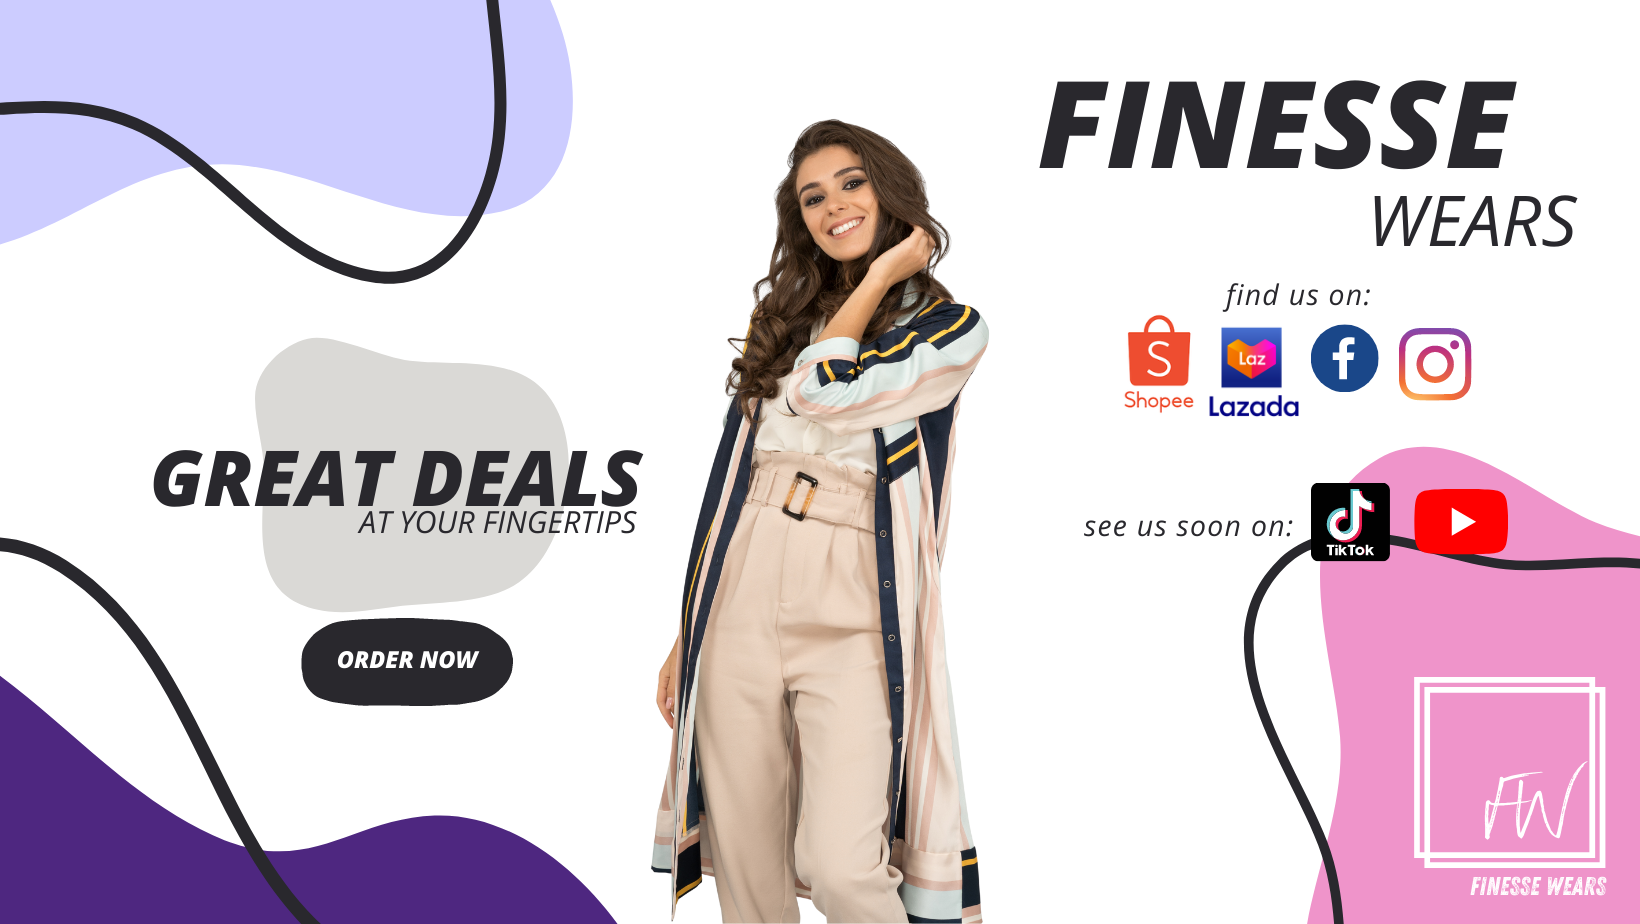 FINESSE
WEARS
find us on:
S
Shopee
Laz
Lazada
f
GREAT DEALS
AT YOUR FINGERTIPS
see us soon on:
TikTok
ORDER NOW
FW
FINESSE WEARS